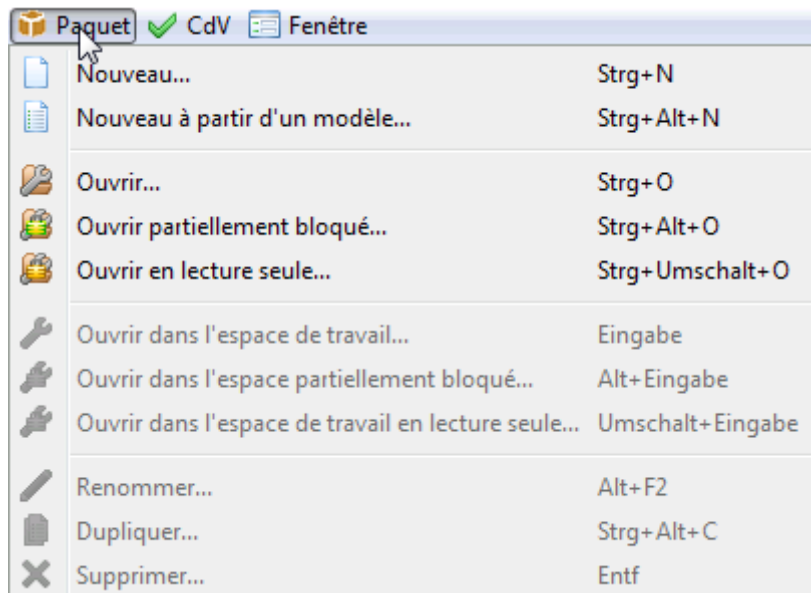 Paquet CdV Fenêtre
Nouveau... Strg+N
Nouveau à partir d'un modèle... Strg+Alt+N
Ouvrir... Strg+O
Ouvrir partiellement bloqué... Strg+Alt+O
Ouvrir en lecture seule... Strg+Umschalt+O
Ouvrir dans l'espace de travail... Eingabe
Ouvrir dans l'espace partiellement bloqué... Alt+Eingabe
Ouvrir dans l'espace de travail en lecture seule... Umschalt+Eingabe
Renommer... Alt+F2
Dupliquer... Strg+Alt+C
Supprimer... Entf